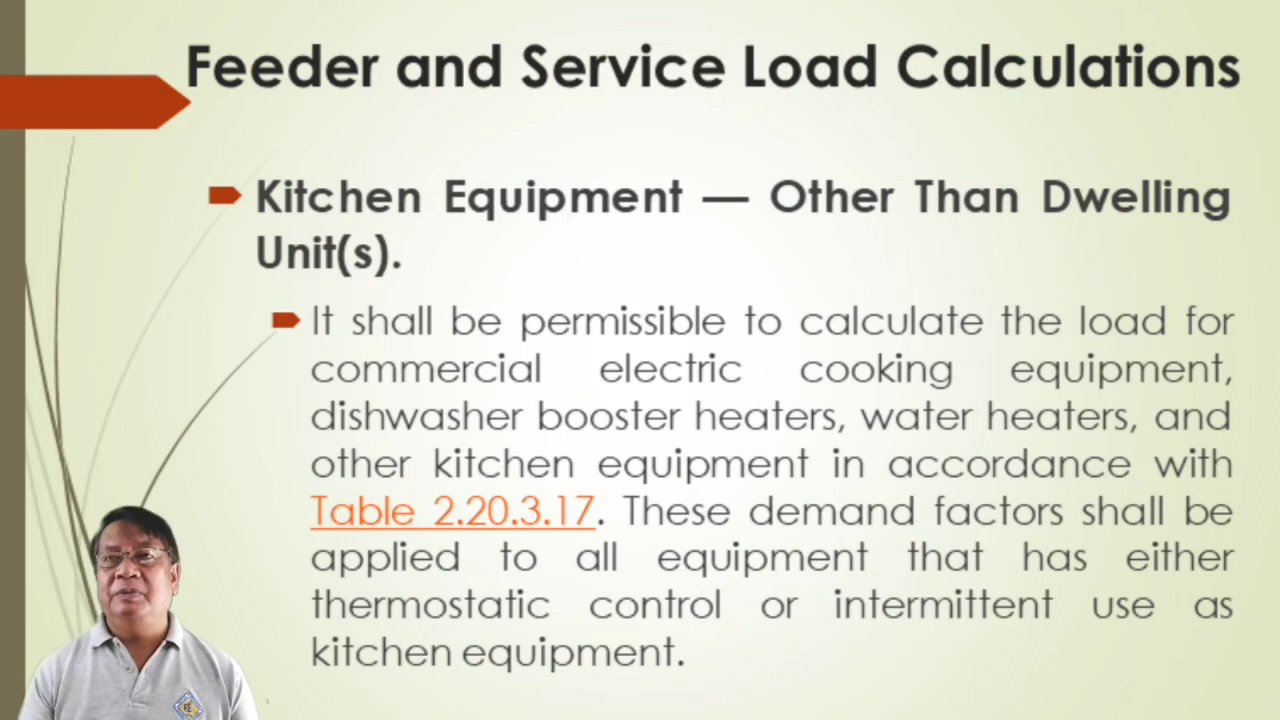 Feeder and Service Load Calculations
Kitchen Equipment — Other Than Dwelling
Unit(s).
It shall be permissible to calculate the load for
commercial electric cooking equipment,
dishwasher booster heaters, water heaters, and
other kitchen equipment in accordance with
Table 2.20.3.17. These demand factors shall be
applied to all equipment that has either
thermostatic control or intermittent use as
kitchen equipment.